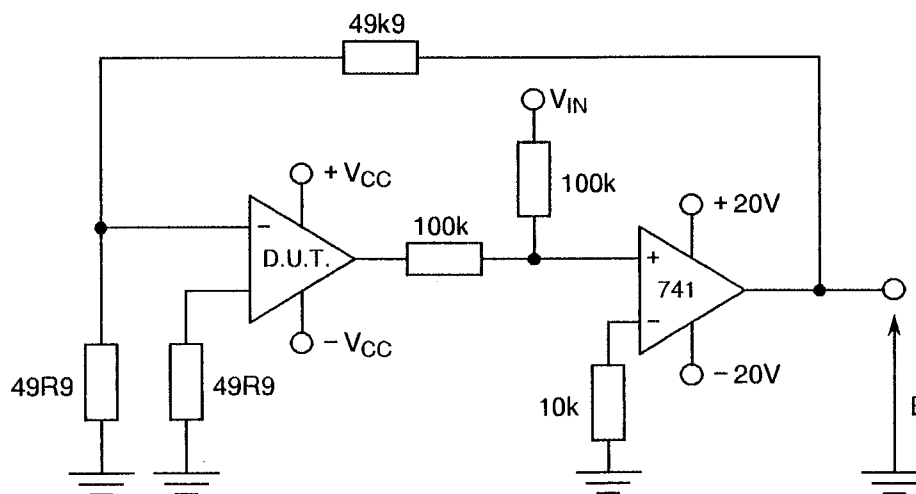 49k9
V_IN
+V_CC
100k
100k
+20V
−
D.U.T.
+
741
−
−V_CC
−20V
49R9
49R9
10k
E